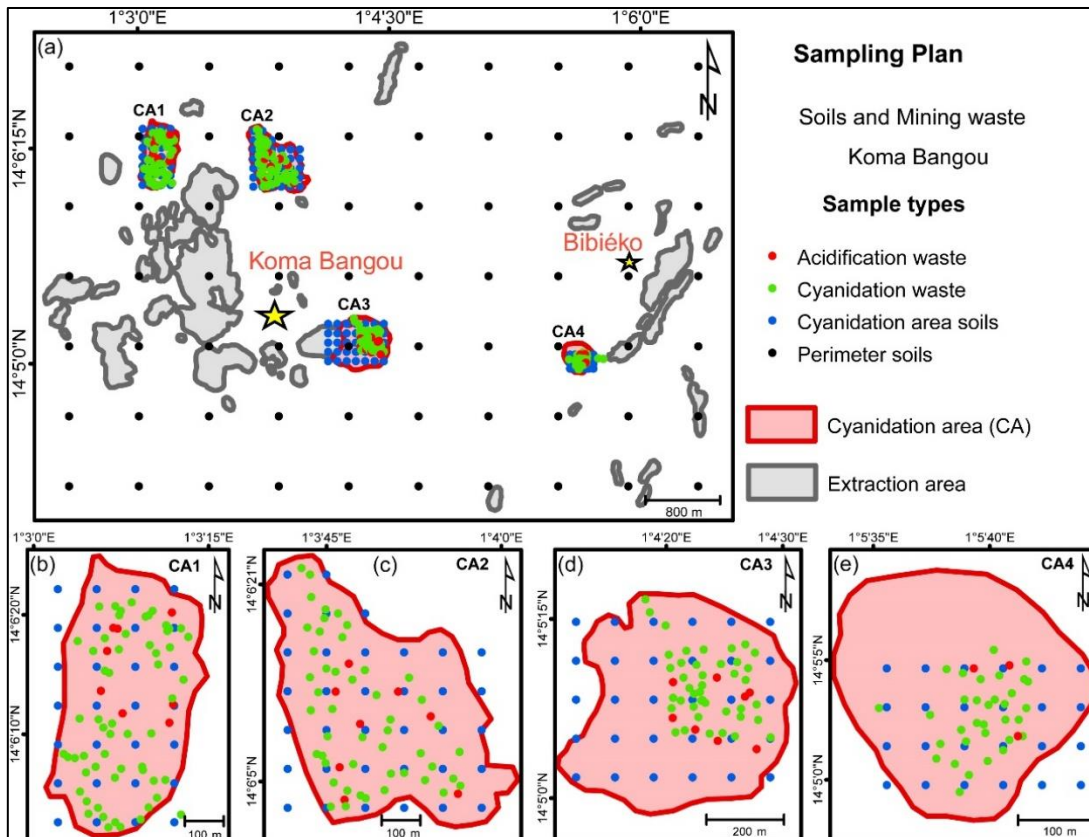 1°3'0"E 1°4'30"E 1°6'0"E
(a)
14°6'15"N
14°5'0"N
CA1
CA2
Koma Bangou
CA3
Bibiéko
CA4
N
800 m
Sampling Plan
Soils and Mining waste
Koma Bangou
Sample types
Acidification waste
Cyanidation waste
Cyanidation area soils
Perimeter soils
Cyanidation area (CA)
Extraction area
1°3'0"E 1°3'15"E
(b) CA1
N
14°6'20"N
14°6'10"N
100 m
1°3'45"E 1°4'0"E
(c) CA2
N
14°6'21"N
14°6'5"N
100 m
1°4'20"E 1°4'30"E
(d) CA3
N
14°5'15"N
14°5'0"N
200 m
1°5'35"E 1°5'40"E
(e) CA4
N
14°5'5"N
14°5'0"N
100 m